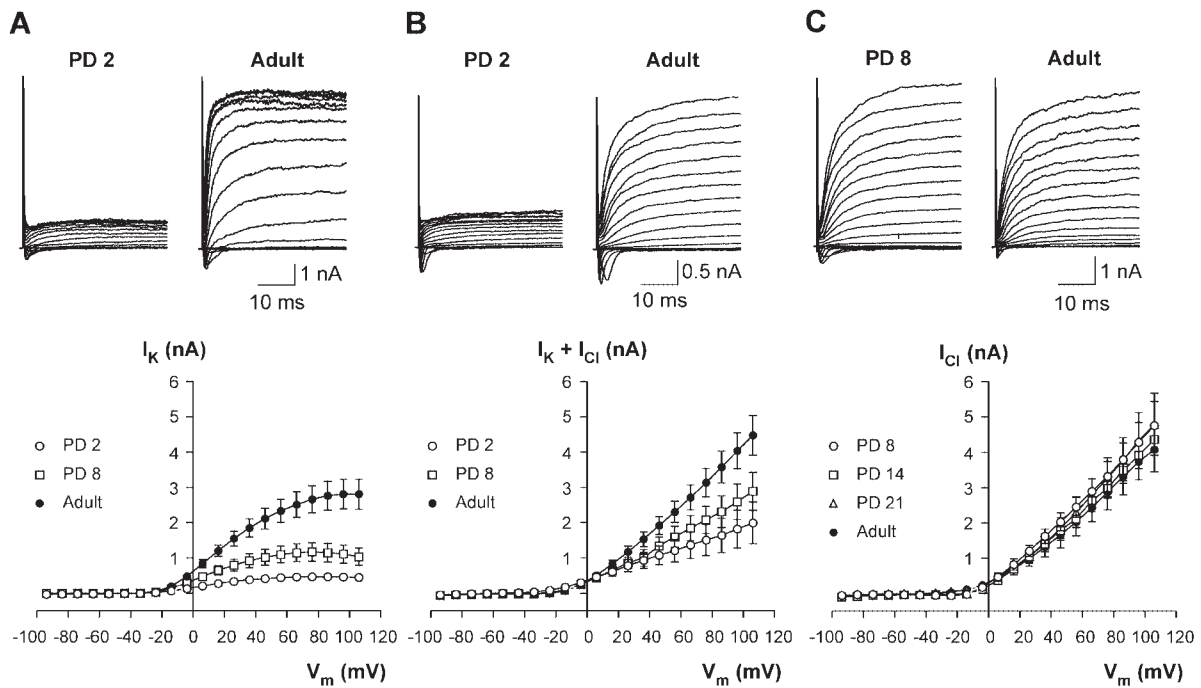 A
PD 2
Adult
1 nA
10 ms
I_K (nA)
6
5
4
3
2
1
PD 2
PD 8
Adult
-100 -80 -60 -40 -20 0 20 40 60 80 100 120
V_m (mV)
B
PD 2
Adult
0.5 nA
10 ms
I_K + I_Cl (nA)
6
5
4
3
2
1
PD 2
PD 8
Adult
-100 -80 -60 -40 -20 0 20 40 60 80 100 120
V_m (mV)
C
PD 8
Adult
1 nA
10 ms
I_Cl (nA)
6
5
4
3
2
1
PD 8
PD 14
PD 21
Adult
-100 -80 -60 -40 -20 0 20 40 60 80 100 120
V_m (mV)